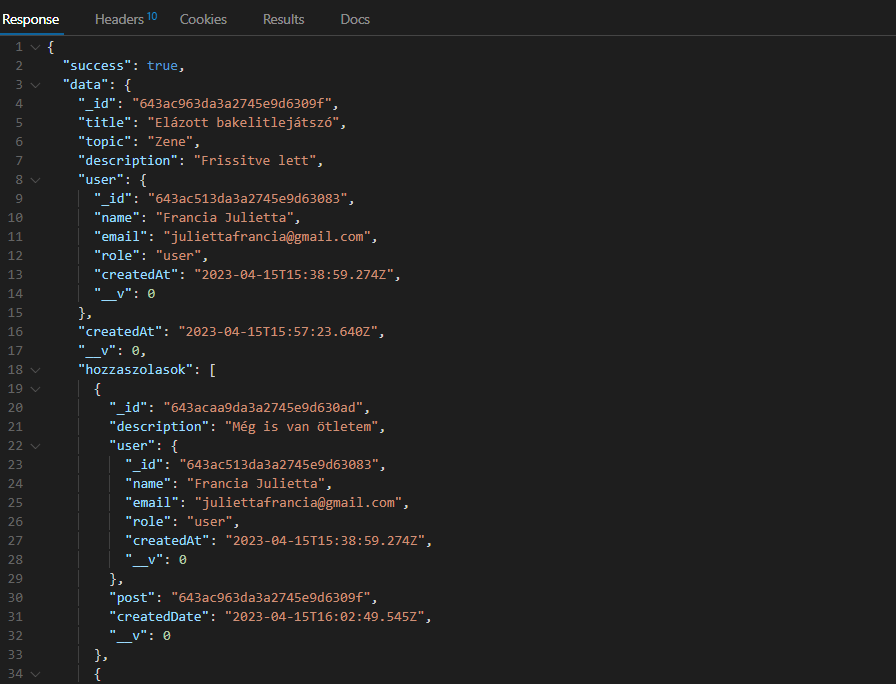 Response Headers 10 Cookies Results Docs
1 {
2 "success": true,
3 "data": {
4 "_id": "643ac963da3a2745e9d6309f",
5 "title": "Elázott bakelitlejátszó",
6 "topic": "Zene",
7 "description": "Frissitve lett",
8 "user": {
9 "_id": "643ac513da3a2745e9d63083",
10 "name": "Francia Julietta",
11 "email": "juliettafrancia@gmail.com",
12 "role": "user",
13 "createdAt": "2023-04-15T15:38:59.274Z",
14 "__v": 0
15 },
16 "createdAt": "2023-04-15T15:57:23.640Z",
17 "__v": 0,
18 "hozzaszolasok": [
19 {
20 "_id": "643acaa9da3a2745e9d630ad",
21 "description": "Még is van ötletem",
22 "user": {
23 "_id": "643ac513da3a2745e9d63083",
24 "name": "Francia Julietta",
25 "email": "juliettafrancia@gmail.com",
26 "role": "user",
27 "createdAt": "2023-04-15T15:38:59.274Z",
28 "__v": 0
29 },
30 "post": "643ac963da3a2745e9d6309f",
31 "createdDate": "2023-04-15T16:02:49.545Z",
32 "__v": 0
33 },
34 {